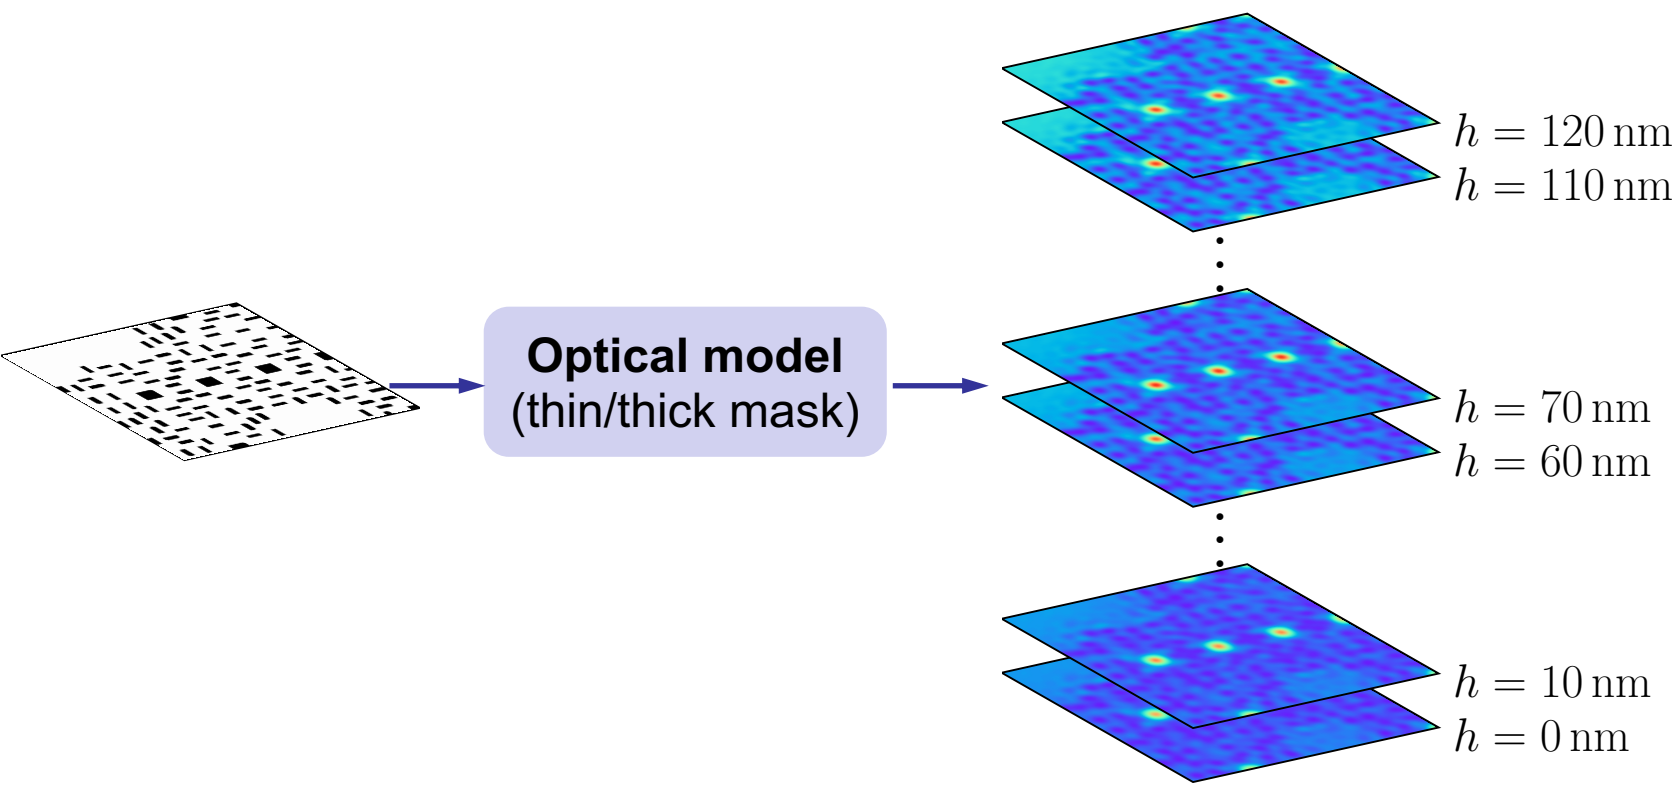 h = 120 nm
h = 110 nm
Optical model
(thin/thick mask)
h = 70 nm
h = 60 nm
h = 10 nm
h = 0 nm